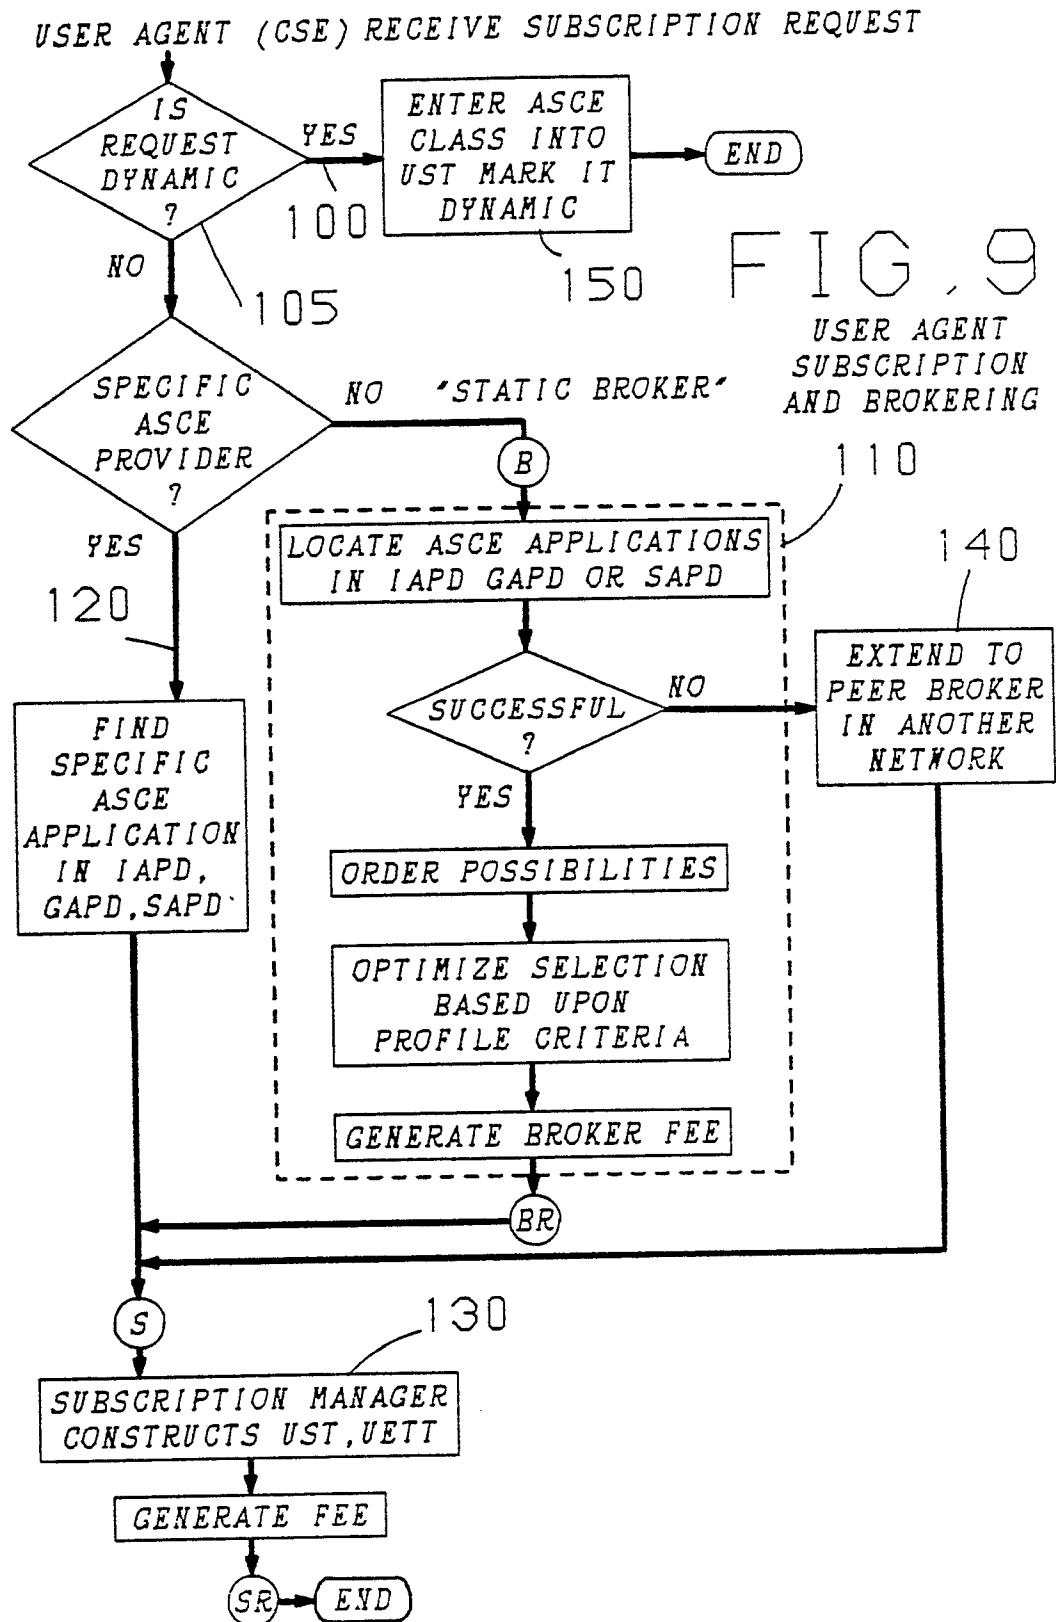 USER AGENT (CSE) RECEIVE SUBSCRIPTION REQUEST
IS
REQUEST
DYNAMIC
?
YES
100
ENTER ASCE
CLASS INTO
UST MARK IT
DYNAMIC
END
150
NO
105
FIG. 9
USER AGENT
SUBSCRIPTION
AND BROKERING
SPECIFIC
ASCE
PROVIDER
?
NO "STATIC BROKER"
B
110
YES
120
LOCATE ASCE APPLICATIONS
IN IAPD GAPD OR SAPD
140
SUCCESSFUL
?
NO
EXTEND TO
PEER BROKER
IN ANOTHER
NETWORK
YES
FIND
SPECIFIC
ASCE
APPLICATION
IN IAPD,
GAPD,SAPD
ORDER POSSIBILITIES
OPTIMIZE SELECTION
BASED UPON
PROFILE CRITERIA
GENERATE BROKER FEE
BR
S
130
SUBSCRIPTION MANAGER
CONSTRUCTS UST,UETT
GENERATE FEE
SR
END